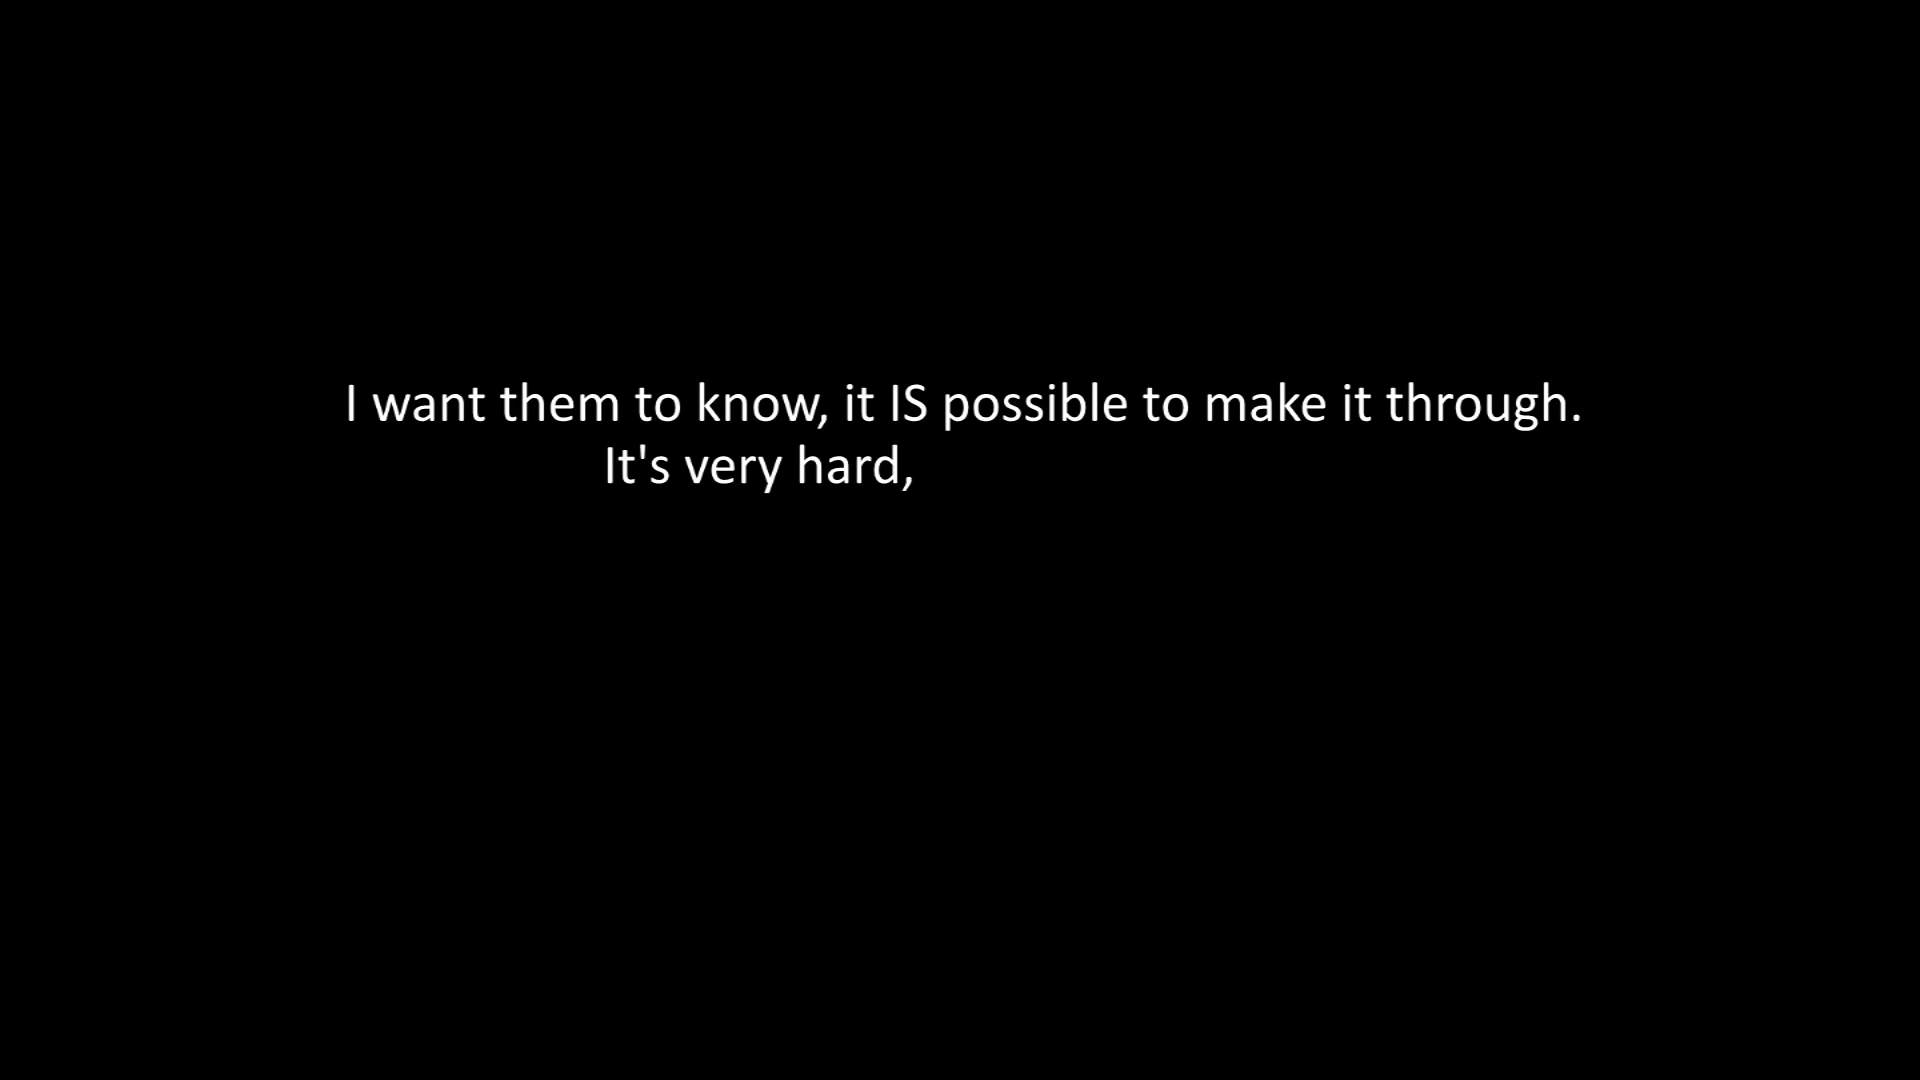 I want them to know, it IS possible to make it through.
It's very hard,